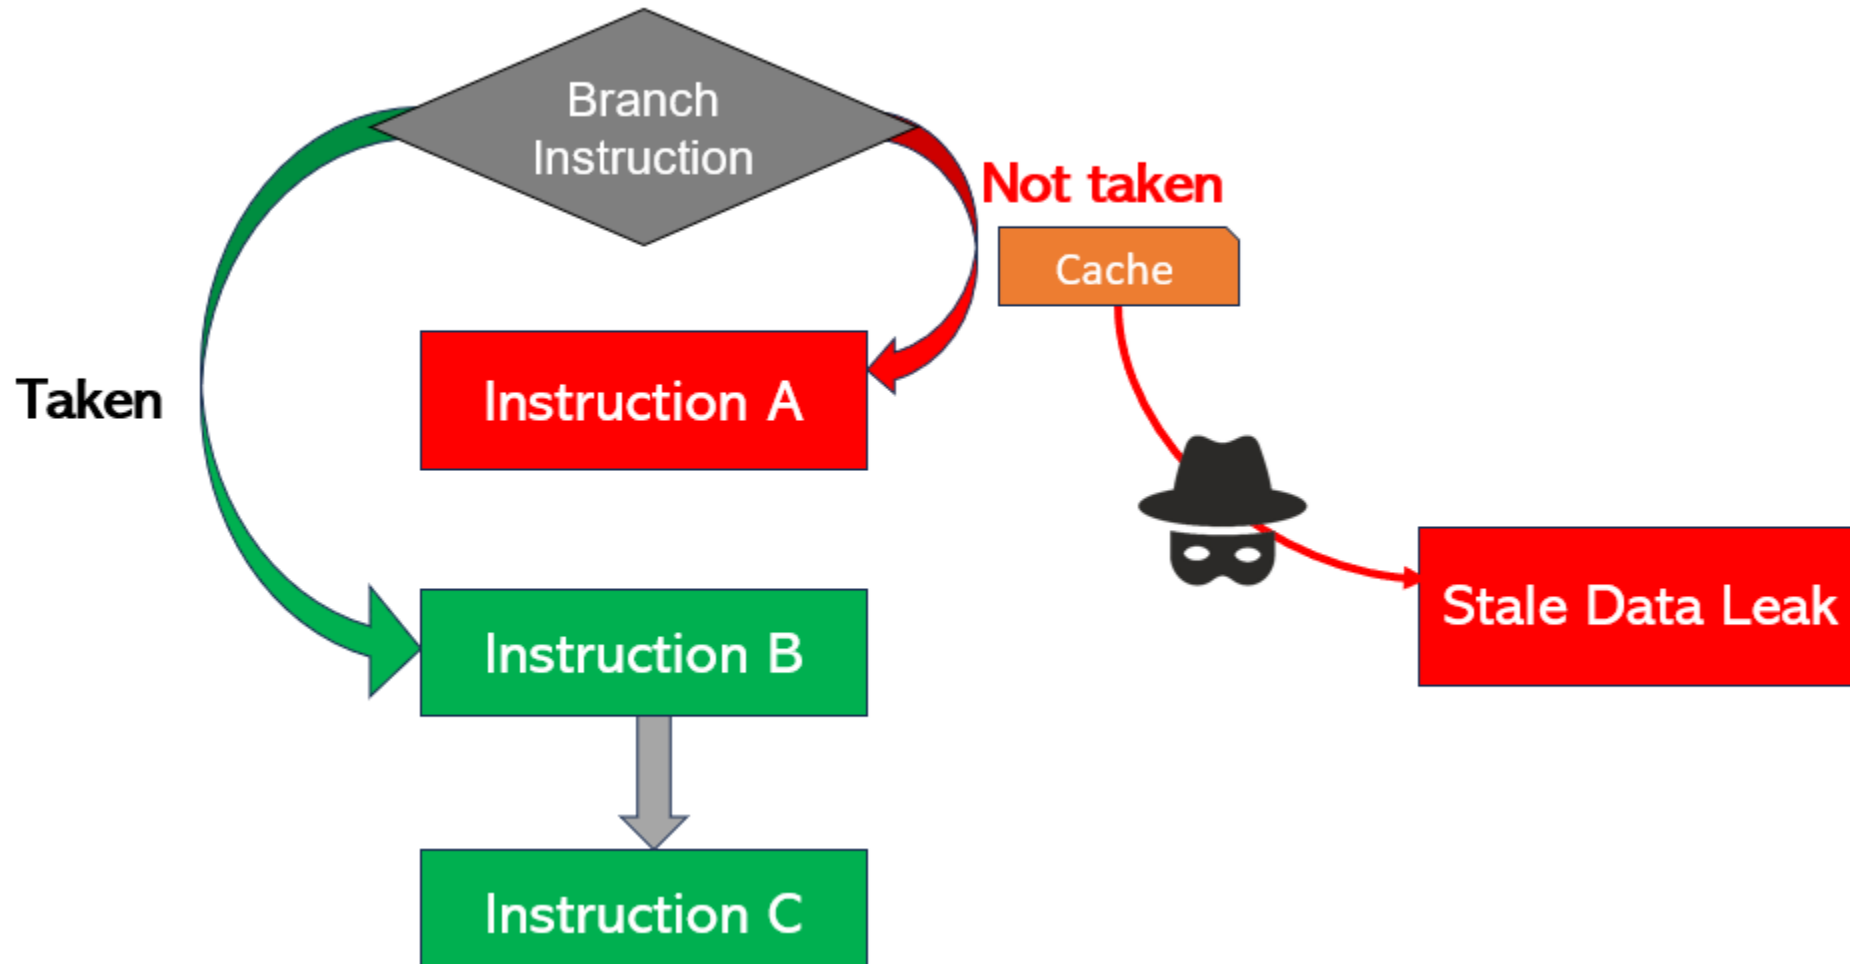 Branch
Instruction
Not taken
Cache
Taken
Instruction A
Stale Data Leak
Instruction B
Instruction C